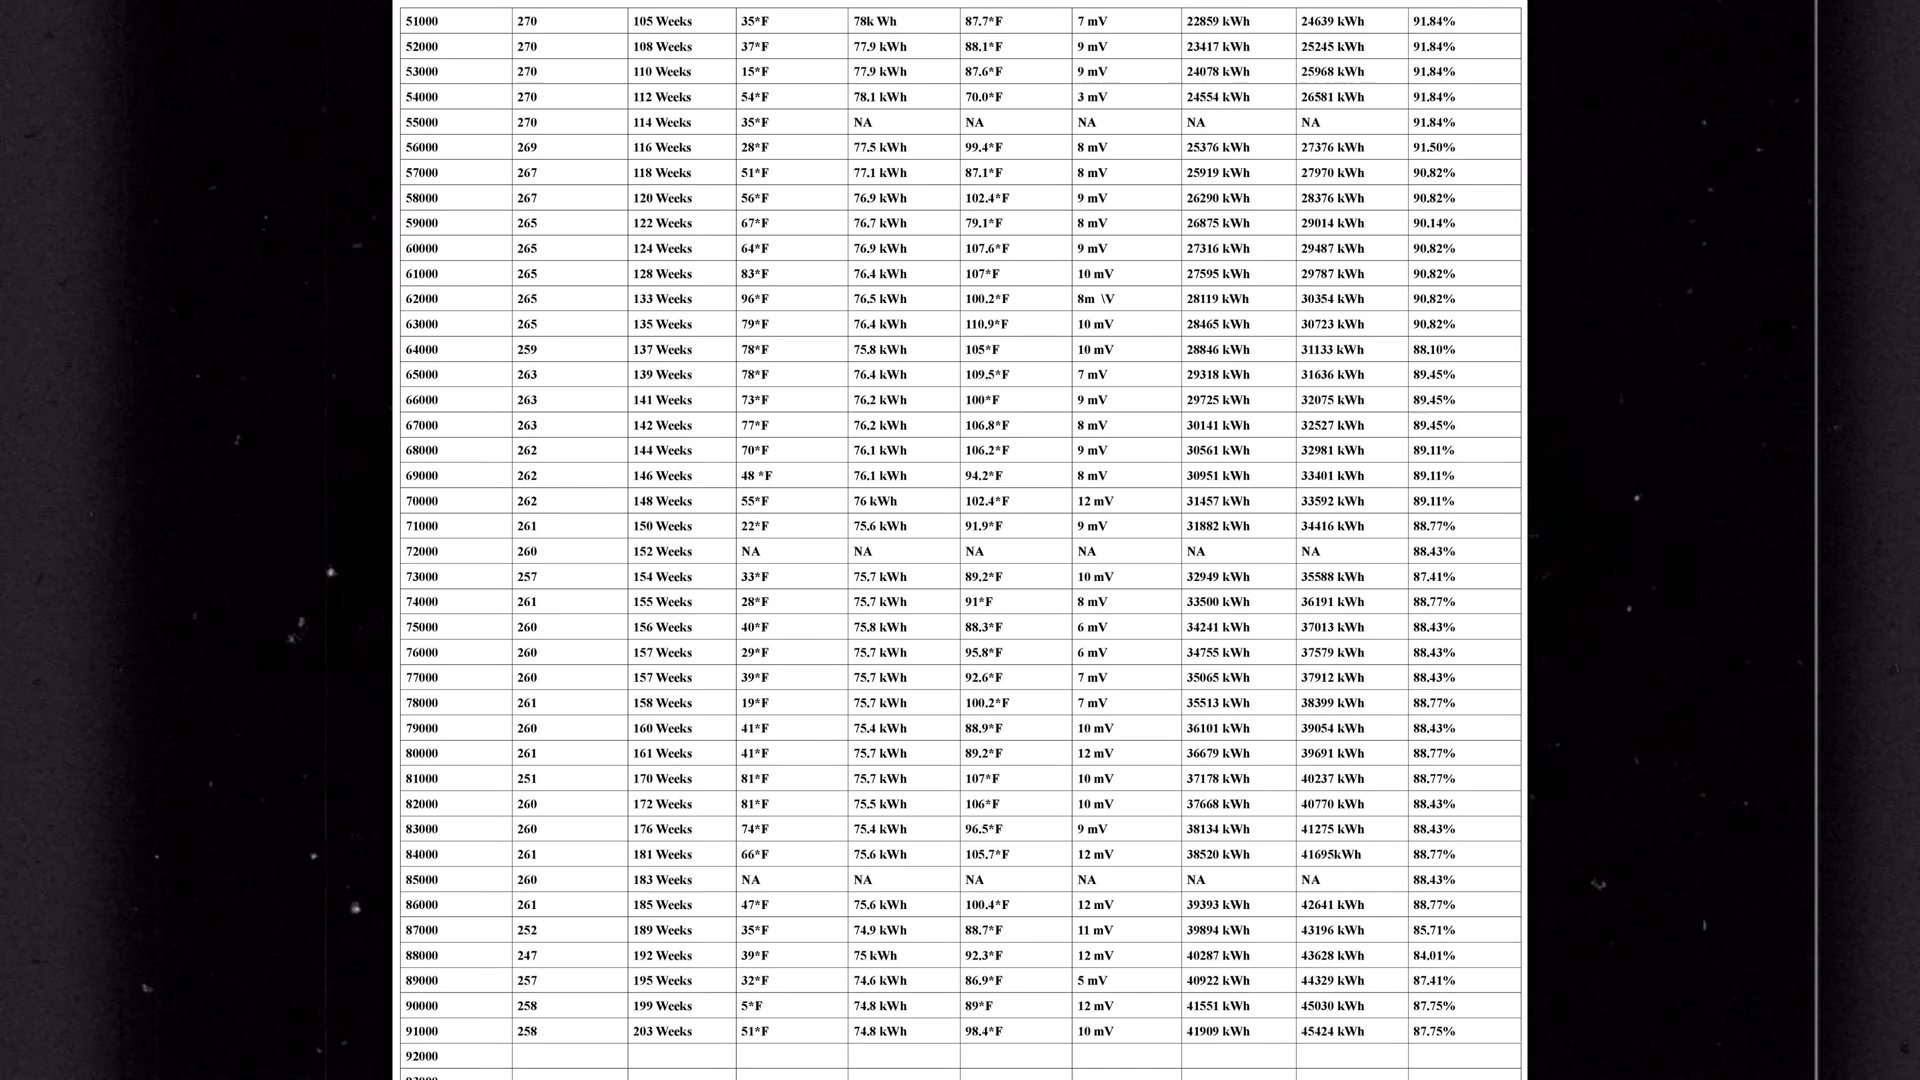 51000 270 105 Weeks 35*F 78k Wh 87.7*F 7 mV 22859 kWh 24639 kWh 91.84%
52000 270 108 Weeks 37*F 77.9 kWh 88.1*F 9 mV 23417 kWh 25245 kWh 91.84%
53000 270 110 Weeks 15*F 77.9 kWh 87.6*F 9 mV 24078 kWh 25968 kWh 91.84%
54000 270 112 Weeks 54*F 78.1 kWh 70.0*F 3 mV 24554 kWh 26581 kWh 91.84%
55000 270 114 Weeks 35*F NA NA NA NA NA 91.84%
56000 269 116 Weeks 28*F 77.5 kWh 99.4*F 8 mV 25376 kWh 27376 kWh 91.50%
57000 267 118 Weeks 51*F 77.1 kWh 87.1*F 8 mV 25919 kWh 27970 kWh 90.82%
58000 267 120 Weeks 56*F 76.9 kWh 102.4*F 9 mV 26290 kWh 28376 kWh 90.82%
59000 265 122 Weeks 67*F 76.7 kWh 79.1*F 8 mV 26875 kWh 29014 kWh 90.14%
60000 265 124 Weeks 64*F 76.9 kWh 107.6*F 9 mV 27316 kWh 29487 kWh 90.82%
61000 265 128 Weeks 83*F 76.4 kWh 107*F 10 mV 27595 kWh 29787 kWh 90.82%
62000 265 133 Weeks 96*F 76.5 kWh 100.2*F 8m \V 28119 kWh 30354 kWh 90.82%
63000 265 135 Weeks 79*F 76.4 kWh 110.9*F 10 mV 28465 kWh 30723 kWh 90.82%
64000 259 137 Weeks 78*F 75.8 kWh 105*F 10 mV 28846 kWh 31133 kWh 88.10%
65000 263 139 Weeks 78*F 76.4 kWh 109.5*F 7 mV 29318 kWh 31636 kWh 89.45%
66000 263 141 Weeks 73*F 76.2 kWh 100*F 9 mV 29725 kWh 32075 kWh 89.45%
67000 263 142 Weeks 77*F 76.2 kWh 106.8*F 8 mV 30141 kWh 32527 kWh 89.45%
68000 262 144 Weeks 70*F 76.1 kWh 106.2*F 9 mV 30561 kWh 32981 kWh 89.11%
69000 262 146 Weeks 48 *F 76.1 kWh 94.2*F 8 mV 30951 kWh 33401 kWh 89.11%
70000 262 148 Weeks 55*F 76 kWh 102.4*F 12 mV 31457 kWh 33592 kWh 89.11%
71000 261 150 Weeks 22*F 75.6 kWh 91.9*F 9 mV 31882 kWh 34416 kWh 88.77%
72000 260 152 Weeks NA NA NA NA NA NA 88.43%
73000 257 154 Weeks 33*F 75.7 kWh 89.2*F 10 mV 32949 kWh 35588 kWh 87.41%
74000 261 155 Weeks 28*F 75.7 kWh 91*F 8 mV 33500 kWh 36191 kWh 88.77%
75000 260 156 Weeks 40*F 75.8 kWh 88.3*F 6 mV 34241 kWh 37013 kWh 88.43%
76000 260 157 Weeks 29*F 75.7 kWh 95.8*F 6 mV 34755 kWh 37579 kWh 88.43%
77000 260 157 Weeks 39*F 75.7 kWh 92.6*F 7 mV 35065 kWh 37912 kWh 88.43%
78000 261 158 Weeks 19*F 75.7 kWh 100.2*F 7 mV 35513 kWh 38399 kWh 88.77%
79000 260 160 Weeks 41*F 75.4 kWh 88.9*F 10 mV 36101 kWh 39054 kWh 88.43%
80000 261 161 Weeks 41*F 75.7 kWh 89.2*F 12 mV 36679 kWh 39691 kWh 88.77%
81000 251 170 Weeks 81*F 75.7 kWh 107*F 10 mV 37178 kWh 40237 kWh 88.77%
82000 260 172 Weeks 81*F 75.5 kWh 106*F 10 mV 37668 kWh 40770 kWh 88.43%
83000 260 176 Weeks 74*F 75.4 kWh 96.5*F 9 mV 38134 kWh 41275 kWh 88.43%
84000 261 181 Weeks 66*F 75.6 kWh 105.7*F 12 mV 38520 kWh 41695kWh 88.77%
85000 260 183 Weeks NA NA NA NA NA NA 88.43%
86000 261 185 Weeks 47*F 75.6 kWh 100.4*F 12 mV 39393 kWh 42641 kWh 88.77%
87000 252 189 Weeks 35*F 74.9 kWh 88.7*F 11 mV 39894 kWh 43196 kWh 85.71%
88000 247 192 Weeks 39*F 75 kWh 92.3*F 12 mV 40287 kWh 43628 kWh 84.01%
89000 257 195 Weeks 32*F 74.6 kWh 86.9*F 5 mV 40922 kWh 44329 kWh 87.41%
90000 258 199 Weeks 5*F 74.8 kWh 89*F 12 mV 41551 kWh 45030 kWh 87.75%
91000 258 203 Weeks 51*F 74.8 kWh 98.4*F 10 mV 41909 kWh 45424 kWh 87.75%
92000